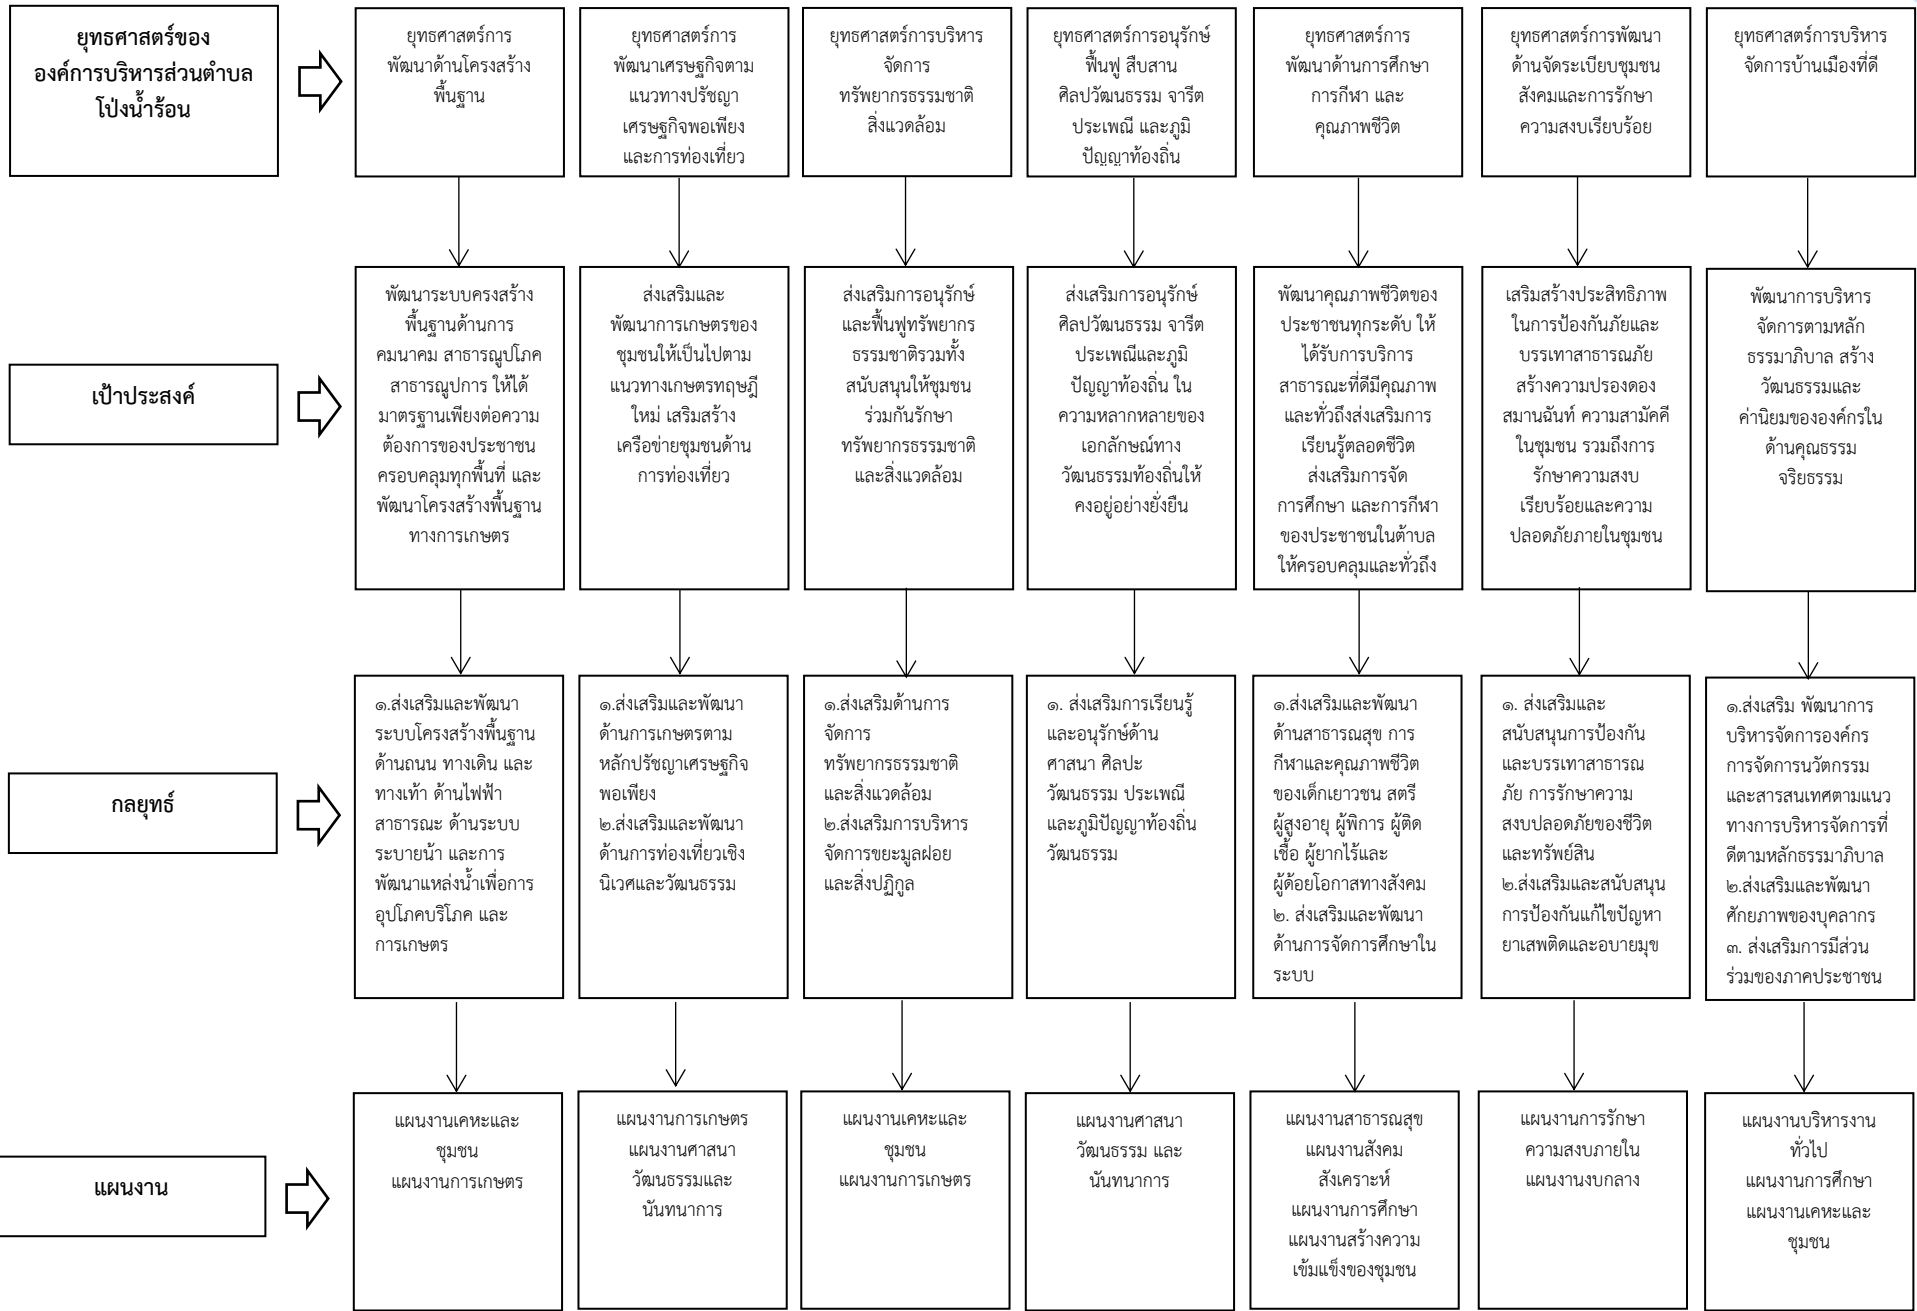 ยุทธศาสตร์ของ
องค์การบริหารส่วนตำบล
โป่งน้ำร้อน
ยุทธศาสตร์การ
พัฒนาด้านโครงสร้าง
พื้นฐาน
ยุทธศาสตร์การ
พัฒนาเศรษฐกิจตาม
แนวทางปรัชญา
เศรษฐกิจพอเพียง
และการท่องเที่ยว
ยุทธศาสตร์การบริหาร
จัดการ
ทรัพยากรธรรมชาติ
สิ่งแวดล้อม
ยุทธศาสตร์การอนุรักษ์
ฟื้นฟู สืบสาน
ศิลปวัฒนธรรม จารีต
ประเพณี และภูมิ
ปัญญาท้องถิ่น
ยุทธศาสตร์การ
พัฒนาด้านการศึกษา
การกีฬา และ
คุณภาพชีวิต
ยุทธศาสตร์การพัฒนา
ด้านจัดระเบียบชุมชน
สังคมและการรักษา
ความสงบเรียบร้อย
ยุทธศาสตร์การบริหาร
จัดการบ้านเมืองที่ดี
เป้าประสงค์
พัฒนาระบบครงสร้าง
พื้นฐานด้านการ
คมนาคม สาธารณูปโภค
สาธารณูปการ ให้ได้
มาตรฐานเพียงต่อความ
ต้องการของประชาชน
ครอบคลุมทุกพื้นที่ และ
พัฒนาโครงสร้างพื้นฐาน
ทางการเกษตร
ส่งเสริมและ
พัฒนาการเกษตรของ
ชุมชนให้เป็นไปตาม
แนวทางเกษตรทฤษฎี
ใหม่ เสริมสร้าง
เครือข่ายชุมชนด้าน
การท่องเที่ยว
ส่งเสริมการอนุรักษ์
และฟื้นฟูทรัพยากร
ธรรมชาติรวมทั้ง
สนับสนุนให้ชุมชน
ร่วมกันรักษา
ทรัพยากรธรรมชาติ
และสิ่งแวดล้อม
ส่งเสริมการอนุรักษ์
ศิลปวัฒนธรรม จารีต
ประเพณีและภูมิ
ปัญญาท้องถิ่น ใน
ความหลากหลายของ
เอกลักษณ์ทาง
วัฒนธรรมท้องถิ่นให้
คงอยู่อย่างยั่งยืน
พัฒนาคุณภาพชีวิตของ
ประชาชนทุกระดับ ให้
ได้รับการบริการ
สาธารณะที่ดีมีคุณภาพ
และทั่วถึงส่งเสริมการ
เรียนรู้ตลอดชีวิต
ส่งเสริมการจัด
การศึกษา และการกีฬา
ของประชาชนในตำบล
ให้ครอบคลุมและทั่วถึง
เสริมสร้างประสิทธิภาพ
ในการป้องกันภัยและ
บรรเทาสาธารณภัย
สร้างความปรองดอง
สมานฉันท์ ความสามัคคี
ในชุมชน รวมถึงการ
รักษาความสงบ
เรียบร้อยและความ
ปลอดภัยภายในชุมชน
พัฒนาการบริหาร
จัดการตามหลัก
ธรรมาภิบาล สร้าง
วัฒนธรรมและ
ค่านิยมขององค์กรใน
ด้านคุณธรรม
จริยธรรม
กลยุทธ์
๑.ส่งเสริมและพัฒนา
ระบบโครงสร้างพื้นฐาน
ด้านถนน ทางเดิน และ
ทางเท้า ด้านไฟฟ้า
สาธารณะ ด้านระบบ
ระบายน้ำ และการ
พัฒนาแหล่งน้ำเพื่อการ
อุปโภคบริโภค และ
การเกษตร
๑.ส่งเสริมและพัฒนา
ด้านการเกษตรตาม
หลักปรัชญาเศรษฐกิจ
พอเพียง
๒.ส่งเสริมและพัฒนา
ด้านการท่องเที่ยวเชิง
นิเวศและวัฒนธรรม
๑.ส่งเสริมด้านการ
จัดการ
ทรัพยากรธรรมชาติ
และสิ่งแวดล้อม
๒.ส่งเสริมการบริหาร
จัดการขยะมูลฝอย
และสิ่งปฏิกูล
๑. ส่งเสริมการเรียนรู้
และอนุรักษ์ด้าน
ศาสนา ศิลปะ
วัฒนธรรม ประเพณี
และภูมิปัญญาท้องถิ่น
วัฒนธรรม
๑.ส่งเสริมและพัฒนา
ด้านสาธารณสุข การ
กีฬาและคุณภาพชีวิต
ของเด็กเยาวชน สตรี
ผู้สูงอายุ ผู้พิการ ผู้ติด
เชื้อ ผู้ยากไร้และ
ผู้ด้อยโอกาสทางสังคม
๒. ส่งเสริมและพัฒนา
ด้านการจัดการศึกษาใน
ระบบ
๑. ส่งเสริมและ
สนับสนุนการป้องกัน
และบรรเทาสาธารณ
ภัย การรักษาความ
สงบปลอดภัยของชีวิต
และทรัพย์สิน
๒.ส่งเสริมและสนับสนุน
การป้องกันแก้ไขปัญหา
ยาเสพติดและอบายมุข
๑.ส่งเสริม พัฒนาการ
บริหารจัดการองค์กร
การจัดการนวัตกรรม
และสารสนเทศตามแนว
ทางการบริหารจัดการที่
ดีตามหลักธรรมาภิบาล
๒.ส่งเสริมและพัฒนา
ศักยภาพของบุคลากร
๓. ส่งเสริมการมีส่วน
ร่วมของภาคประชาชน
แผนงาน
แผนงานเคหะและ
ชุมชน
แผนงานการเกษตร
แผนงานการเกษตร
แผนงานศาสนา
วัฒนธรรมและ
นันทนาการ
แผนงานเคหะและ
ชุมชน
แผนงานการเกษตร
แผนงานศาสนา
วัฒนธรรม และ
นันทนาการ
แผนงานสาธารณสุข
แผนงานสังคม
สังเคราะห์
แผนงานการศึกษา
แผนงานสร้างความ
เข้มแข็งของชุมชน
แผนงานการรักษา
ความสงบภายใน
แผนงานงบกลาง
แผนงานบริหารงาน
ทั่วไป
แผนงานการศึกษา
แผนงานเคหะและ
ชุมชน